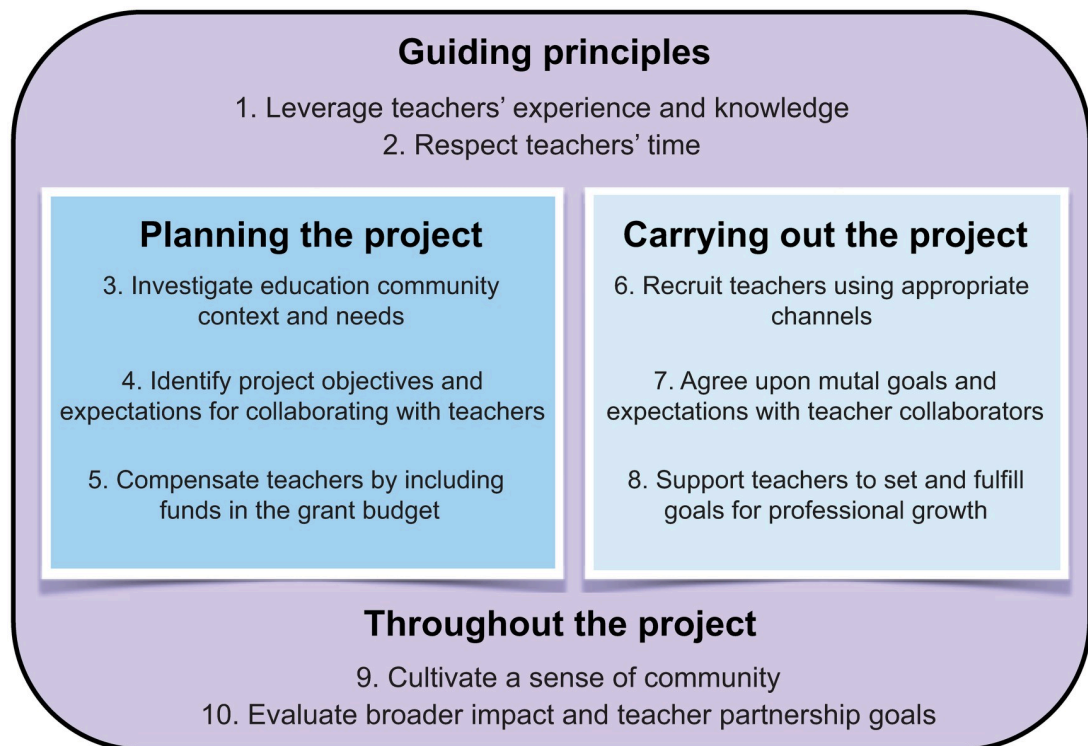 Guiding principles
1. Leverage teachers’ experience and knowledge
2. Respect teachers’ time
Planning the project
3. Investigate education community
context and needs
4. Identify project objectives and
expectations for collaborating with teachers
5. Compensate teachers by including
funds in the grant budget
Carrying out the project
6. Recruit teachers using appropriate
channels
7. Agree upon mutal goals and
expectations with teacher collaborators
8. Support teachers to set and fulfill
goals for professional growth
Throughout the project
9. Cultivate a sense of community
10. Evaluate broader impact and teacher partnership goals